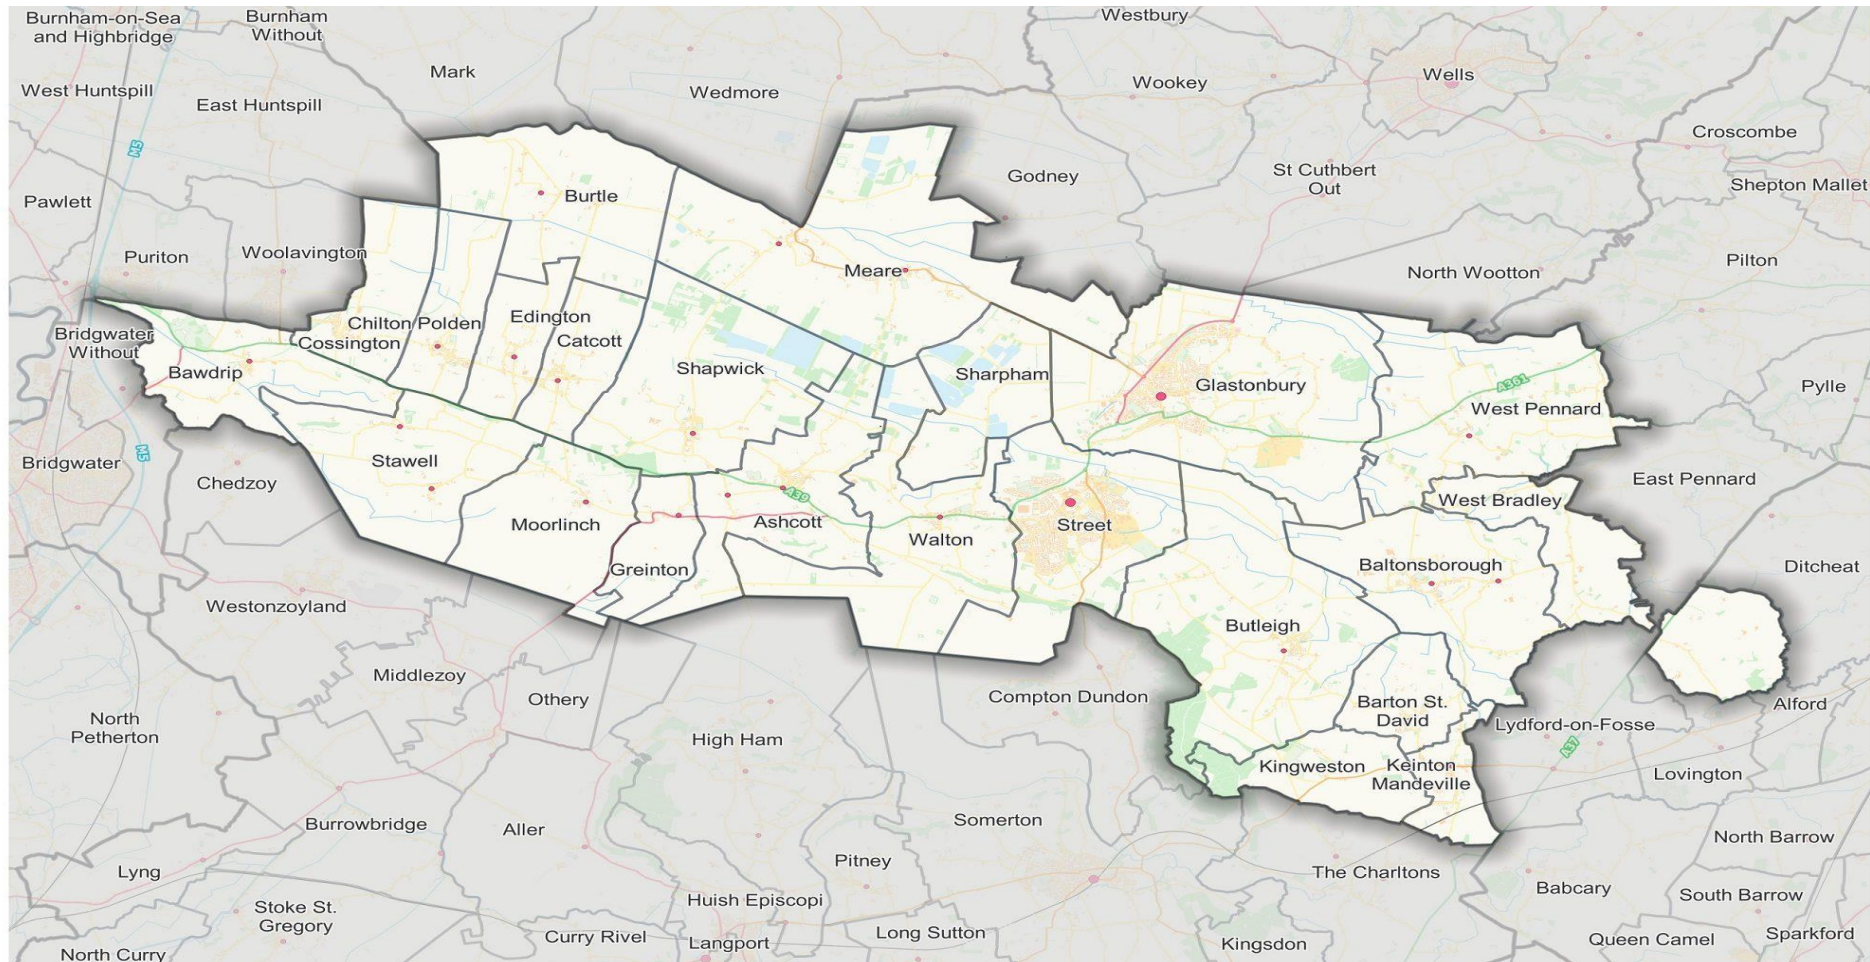 Burnham-on-Sea
and Highbridge
Burnham
Without
Westbury
Mark
Wells
Wookey
West Huntspill
Wedmore
East Huntspill
M5
Croscombe
St Cuthbert
Out
Godney
Shepton Mallet
Burtle
Pawlett
Woolavington
Puriton
Pilton
Meare
North Wootton
Edington
Chilton Polden
Bridgwater
Without
Catcott
Cossington
Bawdrip
Shapwick
Sharpham
Glastonbury
A361
Pylle
West Pennard
M5
Stawell
Bridgwater
Chedzoy
East Pennard
A39
West Bradley
Moorlinch
Ashcott
Street
Walton
Baltonsborough
Greinton
Ditcheat
Westonzoyland
Butleigh
Middlezoy
Othery
Compton Dundon
Barton St.
David
Alford
North
Petherton
Lydford-on-Fosse
High Ham
A37
Kingweston
Keinton
Mandeville
Lovington
Somerton
Burrowbridge
Aller
North Barrow
Pitney
Lyng
The Charltons
Babcary
South Barrow
Huish Episcopi
Stoke St.
Gregory
Curry Rivel
Langport
Long Sutton
Kingsdon
Queen Camel
Sparkford
North Curry